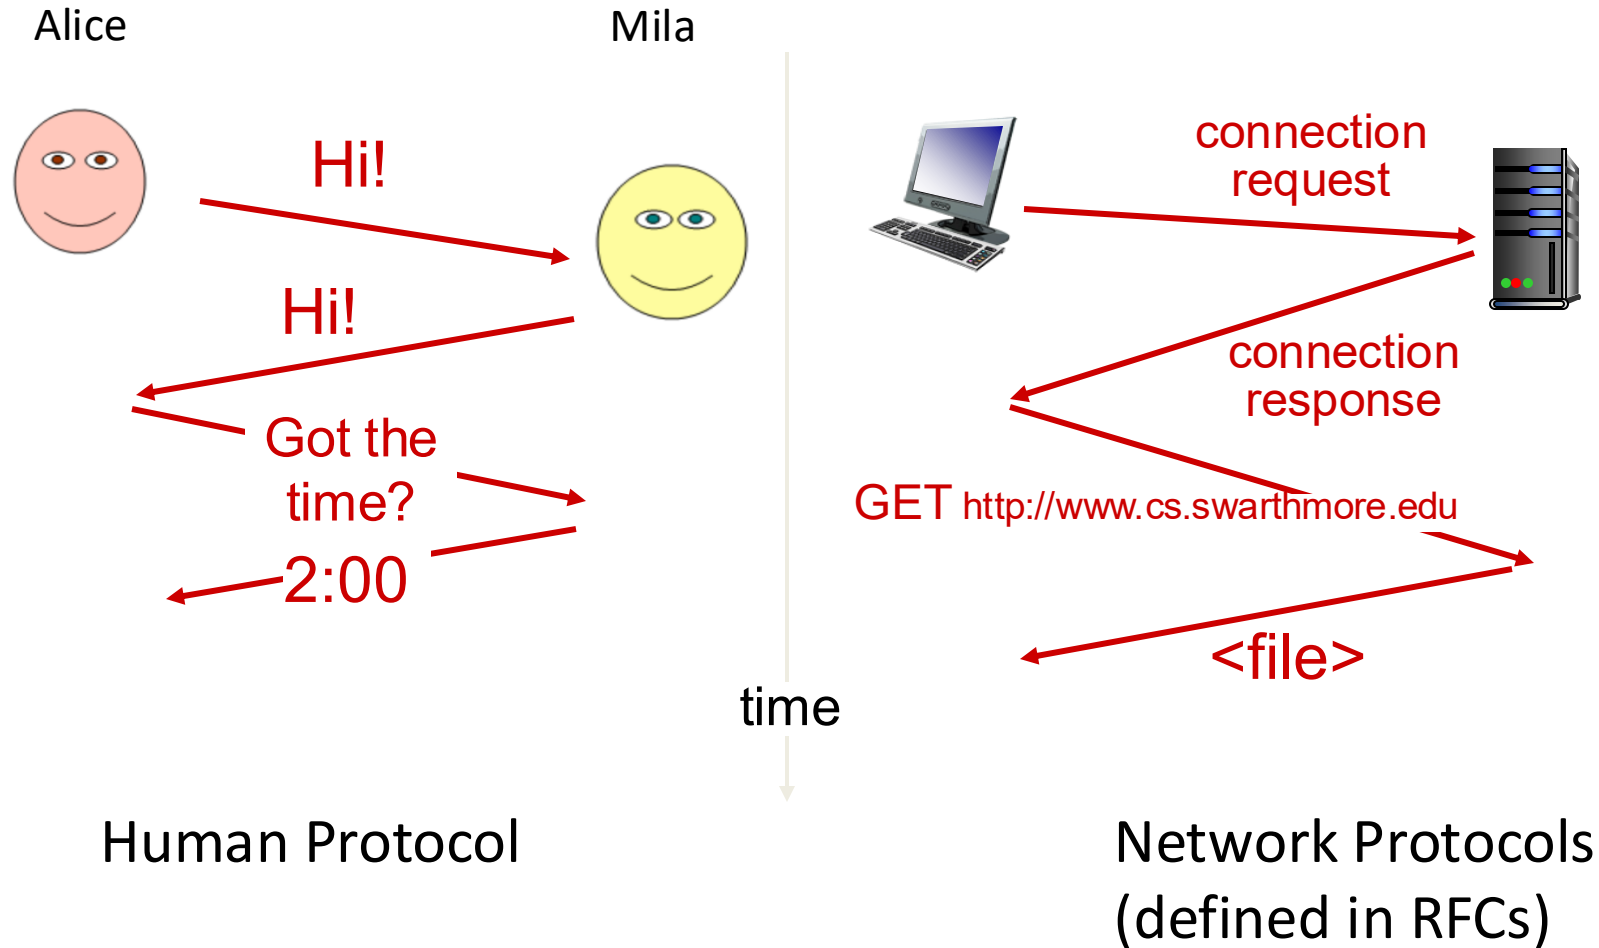 Alice
Mila
Hi!
Hi!
Got the
time?
2:00
connection
request
connection
response
GET http://www.cs.swarthmore.edu
<file>
time
Human Protocol
Network Protocols
(defined in RFCs)